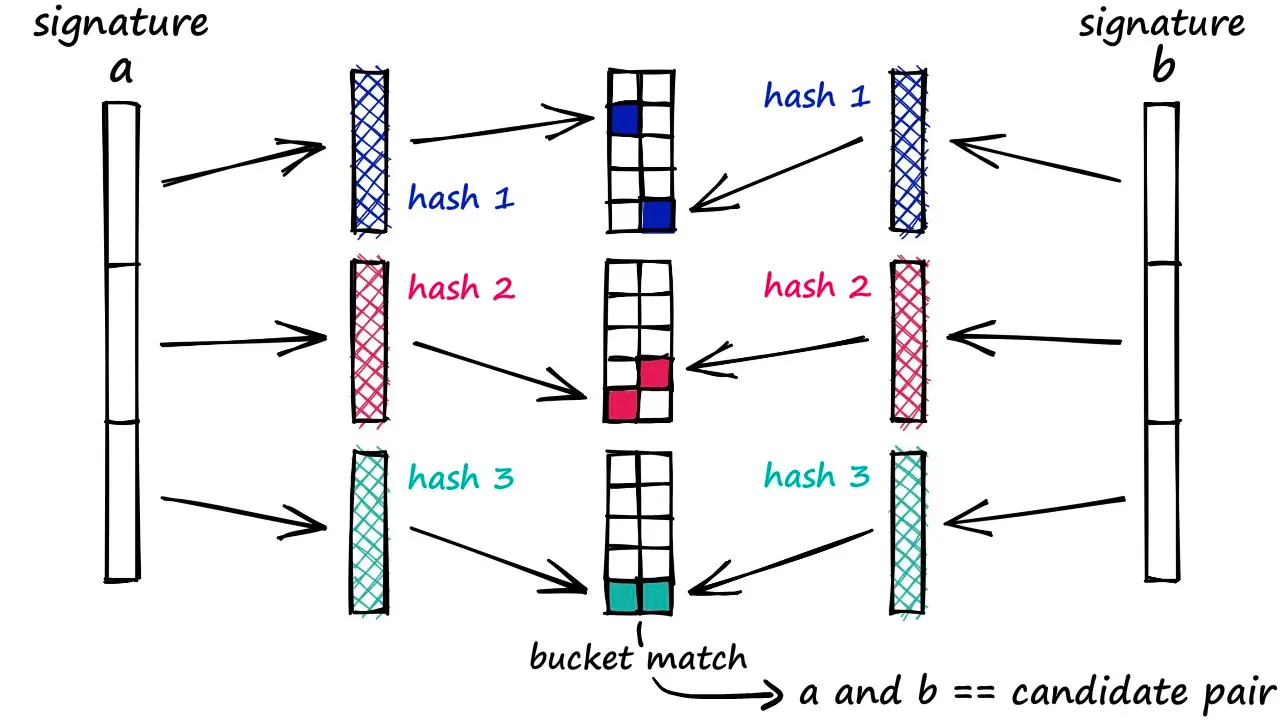 signature
a
signature
b
hash 1
hash 1
hash 2
hash 2
hash 3
hash 3
bucket match
a and b == candidate pair